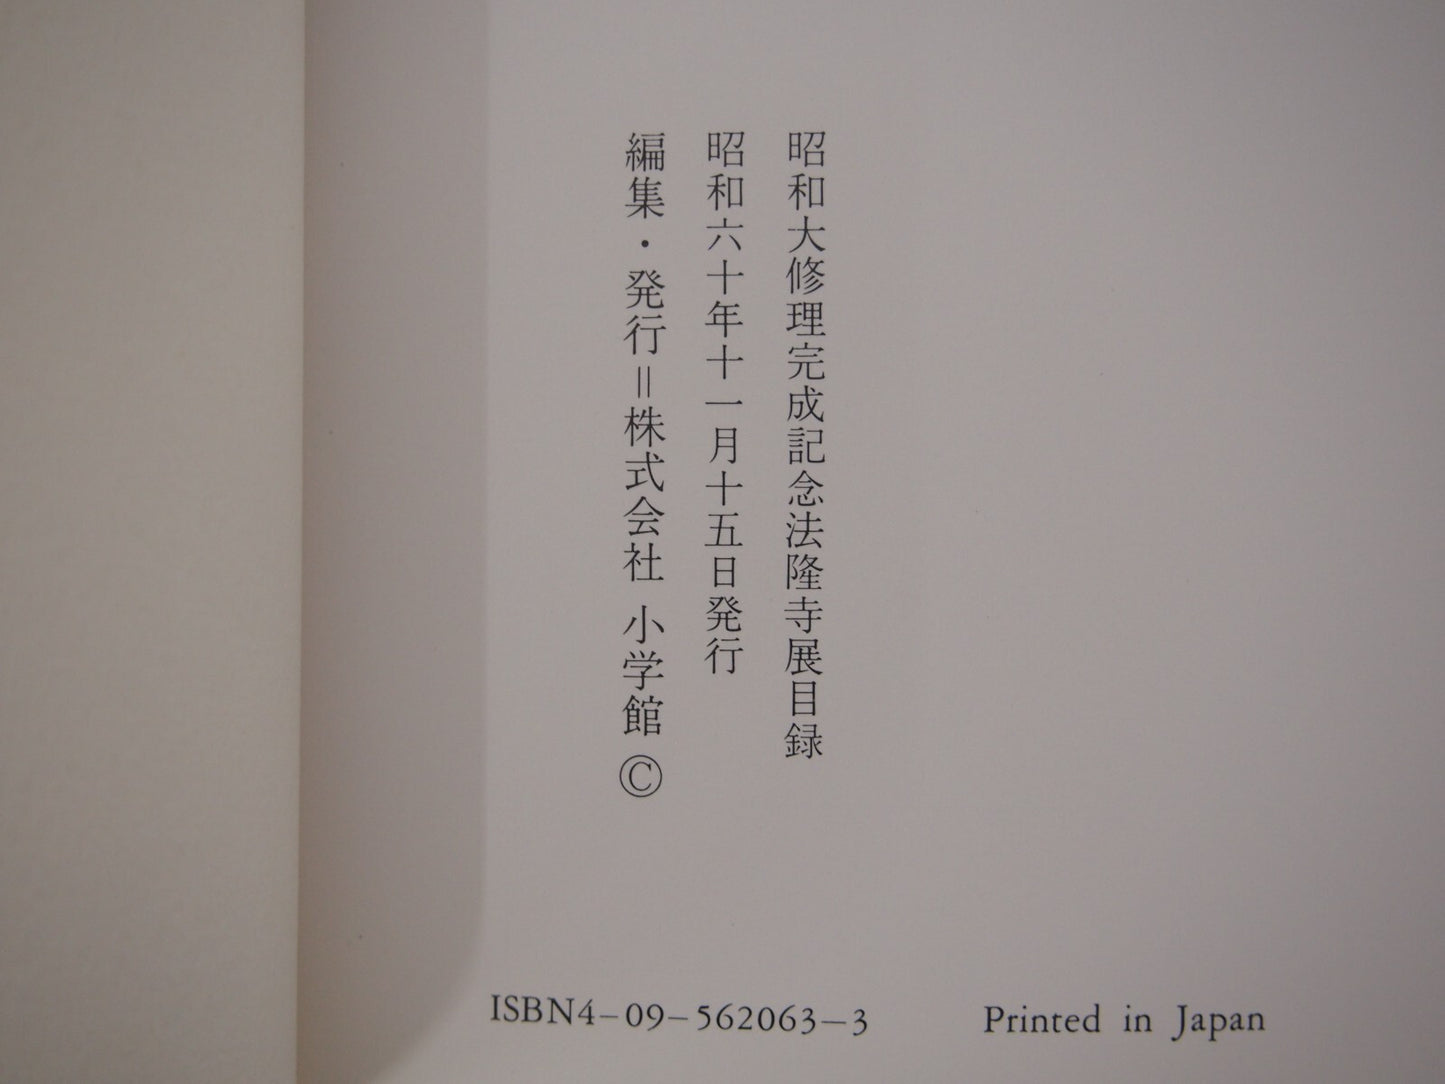 昭和大修理完成記念法隆寺展目録
昭和六十年十一月十五日発行
編集・発行＝株式会社 小学館 ©
ISBN4-09-562063-3 Printed in Japan